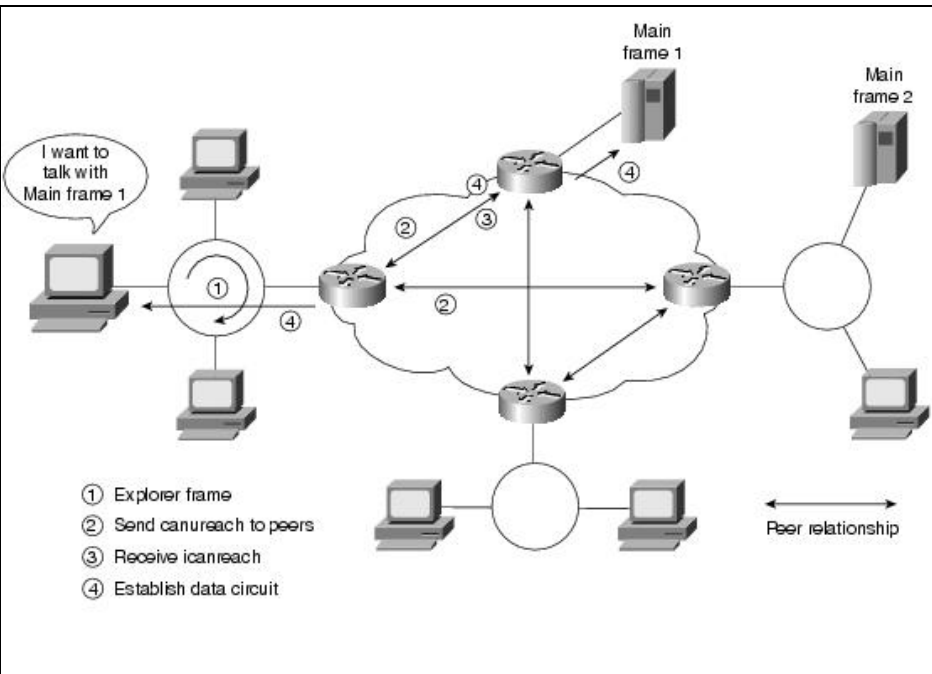 Main
frame 1
Main
frame 2
I want to
talk with
Main frame 1
④
④
②
③
①
②
④
① Explorer frame
② Send canureach to peers
③ Receive icanreach
④ Establish data circuit
Peer relationship